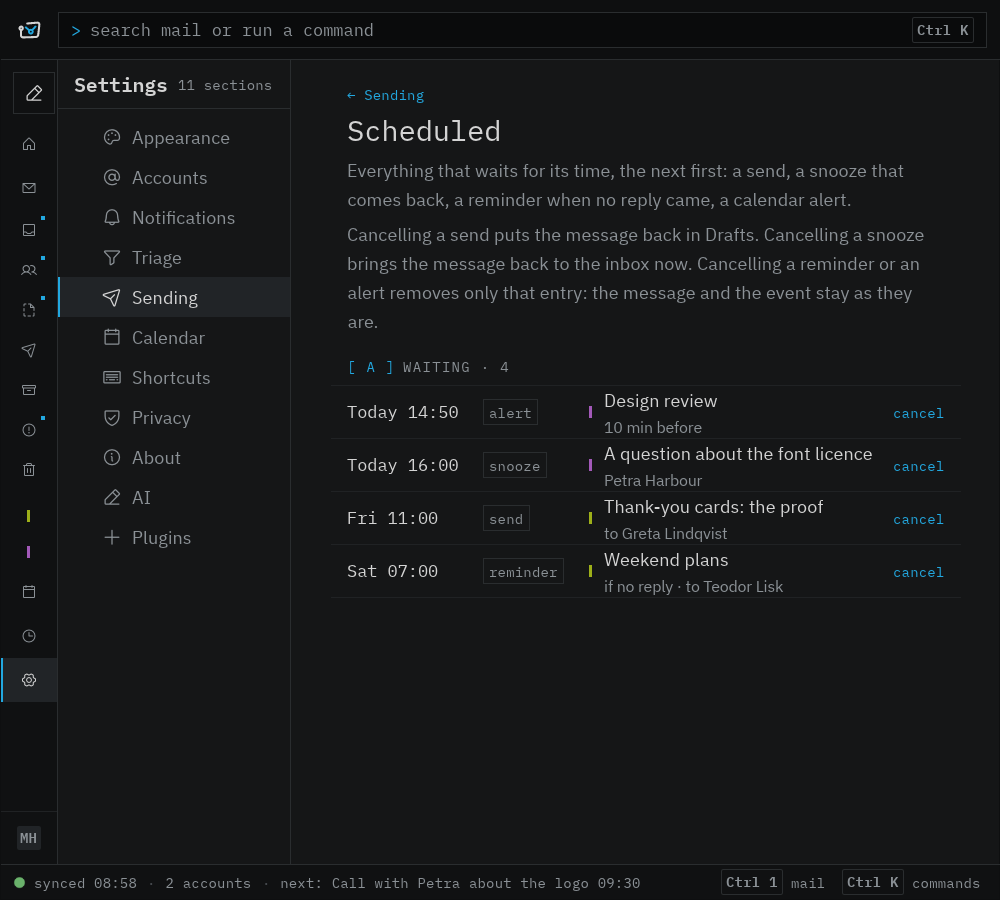 > search mail or run a command Ctrl K
Settings 11 sections
Appearance
Accounts
Notifications
Triage
Sending
Calendar
Shortcuts
Privacy
About
AI
Plugins
← Sending
Scheduled
Everything that waits for its time, the next first: a send, a snooze that
comes back, a reminder when no reply came, a calendar alert.
Cancelling a send puts the message back in Drafts. Cancelling a snooze
brings the message back to the inbox now. Cancelling a reminder or an
alert removes only that entry: the message and the event stay as they
are.
[ A ] WAITING · 4
Today 14:50 alert Design review cancel
10 min before
Today 16:00 snooze A question about the font licence cancel
Petra Harbour
Fri 11:00 send Thank-you cards: the proof cancel
to Greta Lindqvist
Sat 07:00 reminder Weekend plans cancel
if no reply · to Teodor Lisk
MH
synced 08:58 · 2 accounts · next: Call with Petra about the logo 09:30 Ctrl 1 mail Ctrl K commands